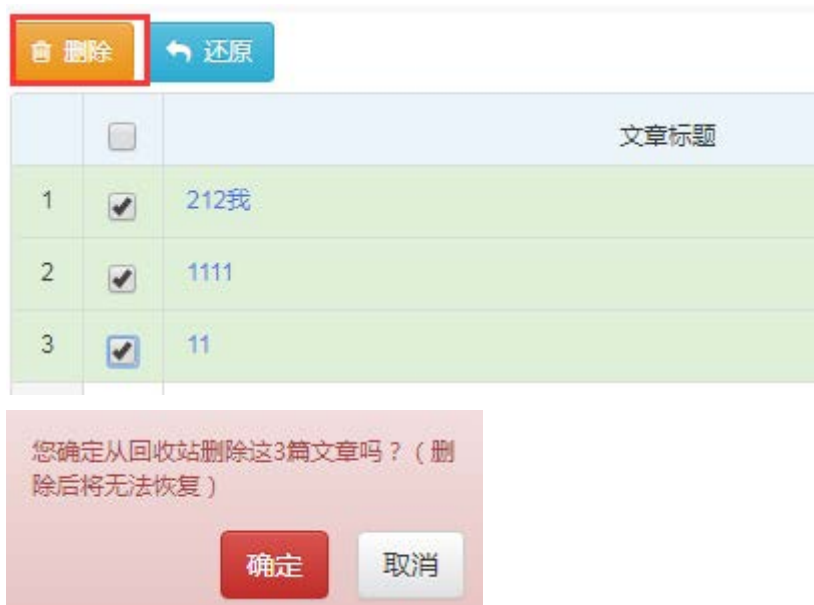 删除 还原
文章标题
1 212我
2 1111
3 11
您确定从回收站删除这3篇文章吗？（删
除后将无法恢复）
确定 取消